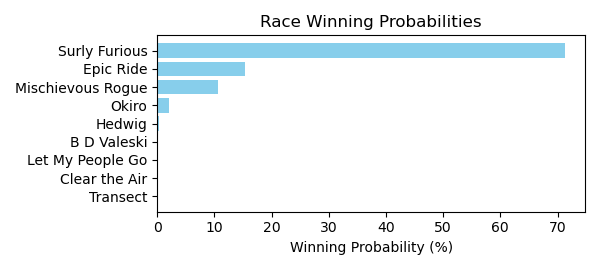 Race Winning Probabilities
Surly Furious
Epic Ride
Mischievous Rogue
Okiro
Hedwig
B D Valeski
Let My People Go
Clear the Air
Transect
0 10 20 30 40 50 60 70
Winning Probability (%)